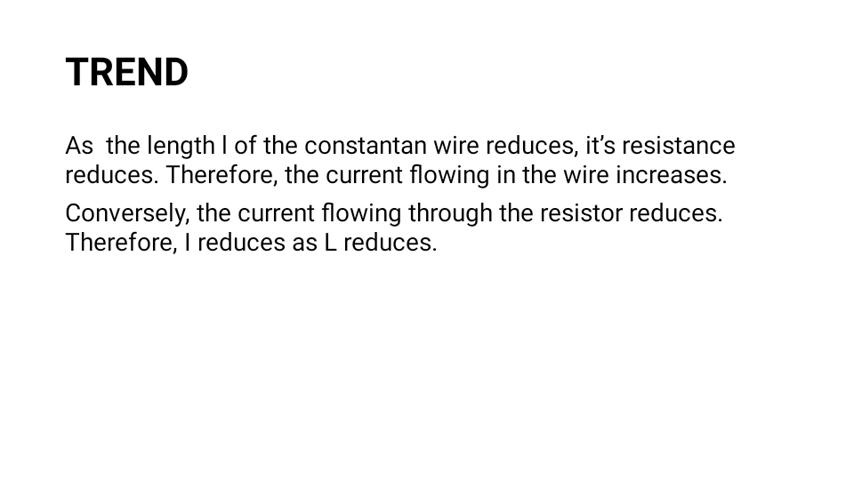 TREND
As  the length l of the constantan wire reduces, it’s resistance
reduces. Therefore, the current flowing in the wire increases.
Conversely, the current flowing through the resistor reduces.
Therefore, I reduces as L reduces.